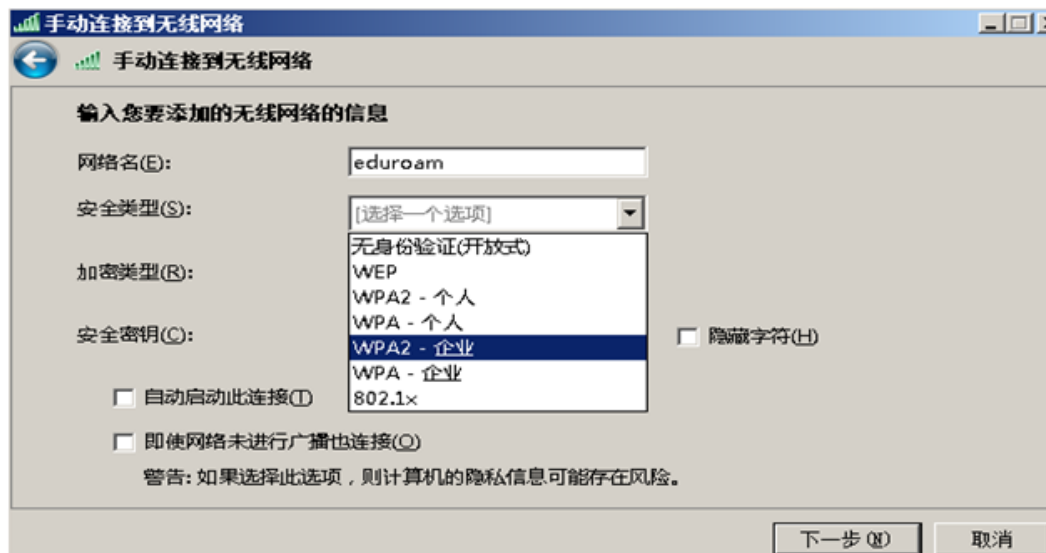 手动连接到无线网络
手动连接到无线网络
输入您要添加的无线网络的信息
网络名(E):
eduroam
安全类型(S):
[选择一个选项]
无身份验证(开放式)
WEP
加密类型(R):
WPA2 - 个人
WPA - 个人
安全密钥(C):
WPA2 - 企业
隐藏字符(H)
WPA - 企业
802.1x
自动启动此连接(T)
即使网络未进行广播也连接(O)
警告: 如果选择此选项，则计算机的隐私信息可能存在风险。
下一步(N)
取消